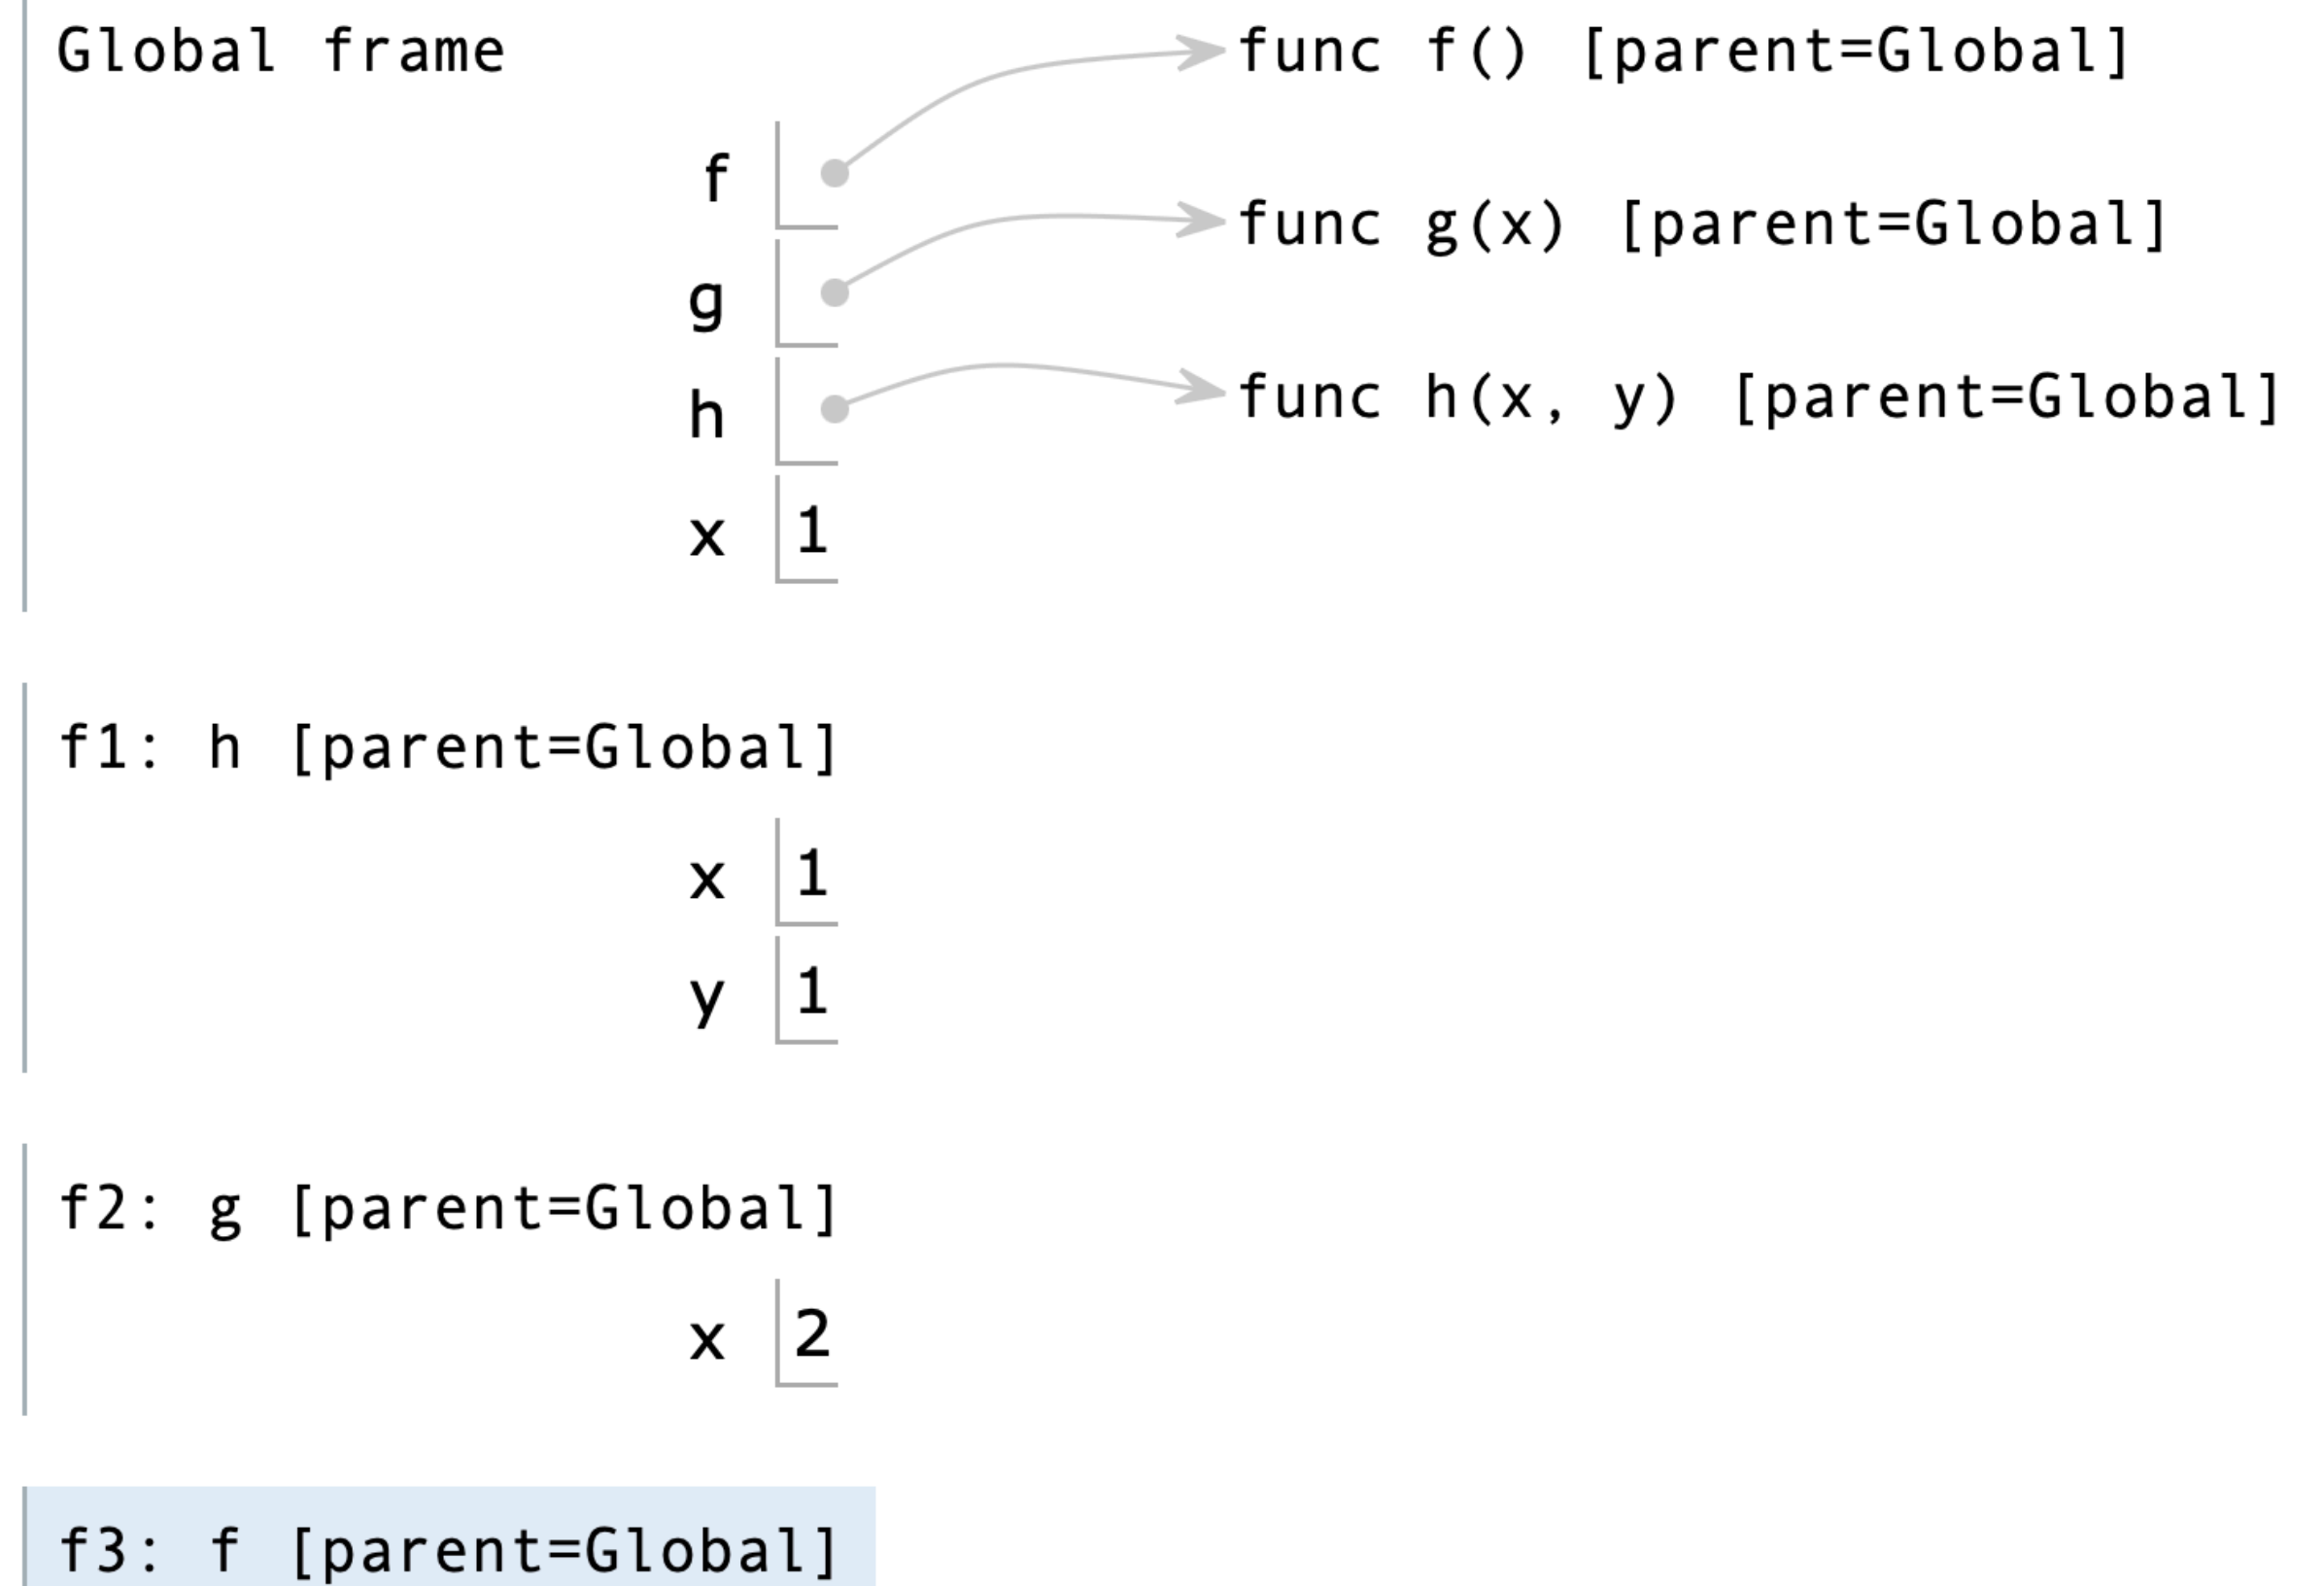 Global frame
func f() [parent=Global]
f
func g(x) [parent=Global]
g
func h(x, y) [parent=Global]
h
x 1
f1: h [parent=Global]
x 1
y 1
f2: g [parent=Global]
x 2
f3: f [parent=Global]